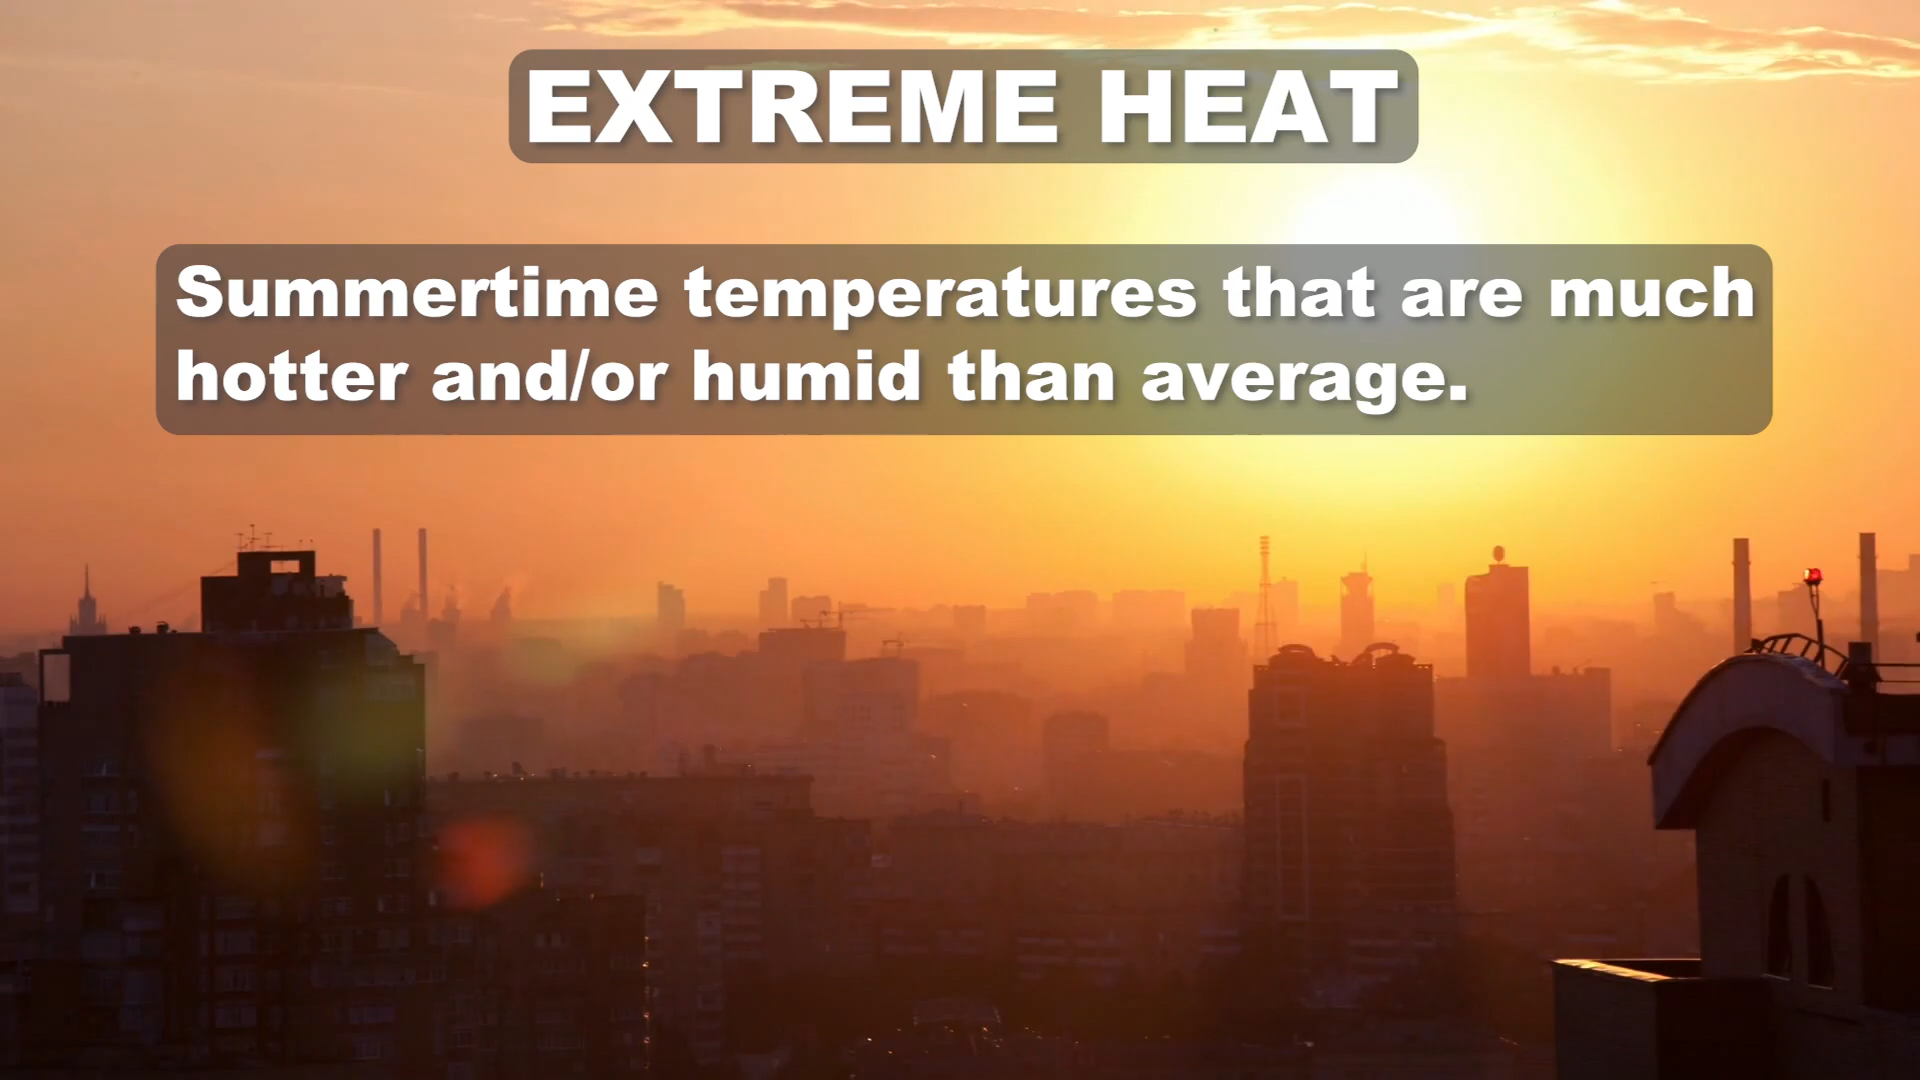 EXTREME HEAT
Summertime temperatures that are much
hotter and/or humid than average.